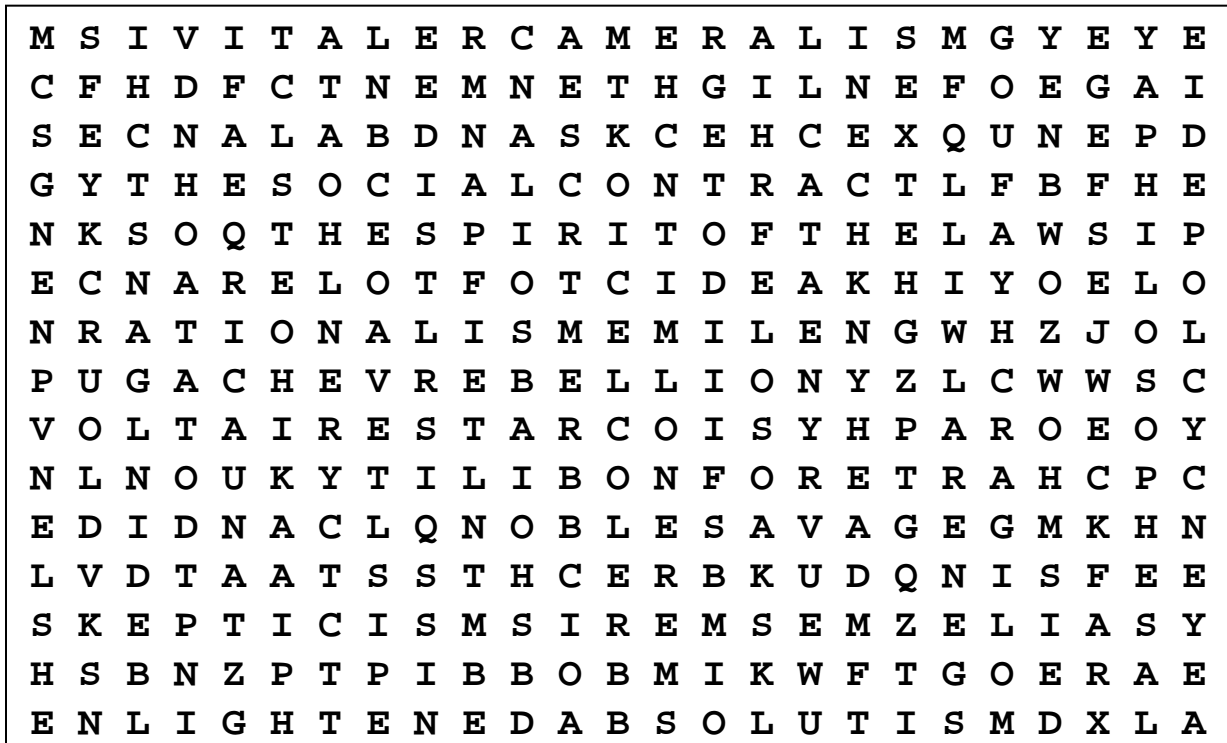 M S I V I T A L E R C A M E R A L I S M G Y E Y E
C F H D F C T N E M N E T H G I L N E F O E G A I
S E C N A L A B D N A S K C E H C E X Q U N E P D
G Y T H E S O C I A L C O N T R A C T L F B F H E
N K S O Q T H E S P I R I T O F T H E L A W S I P
E C N A R E L O T F O T C I D E A K H I Y O E L O
N R A T I O N A L I S M E M I L E N G W H Z J O L
P U G A C H E V R E B E L L I O N Y Z L C W W S C
V O L T A I R E S T A R C O I S Y H P A R O E O Y
N L N O U K Y T I L I B O N F O R E T R A H C P C
E D I D N A C L Q N O B L E S A V A G E G M K H N
L V D T A A T S S T H C E R B K U D Q N I S F E E
S K E P T I C I S M S I R E M S E M Z E L I A S Y
H S B N Z P T P I B B O B M I K W F T G O E R A E
E N L I G H T E N E D A B S O L U T I S M D X L A